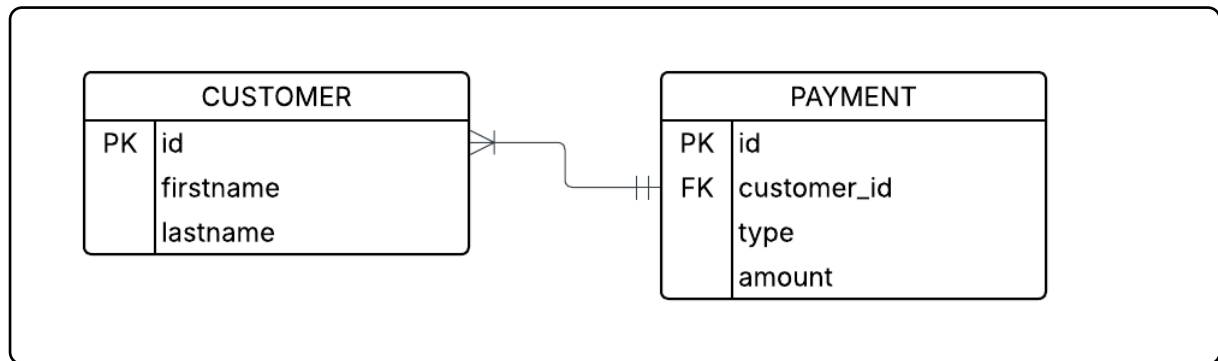 CUSTOMER
PK id
firstname
lastname
PAYMENT
PK id
FK customer_id
type
amount